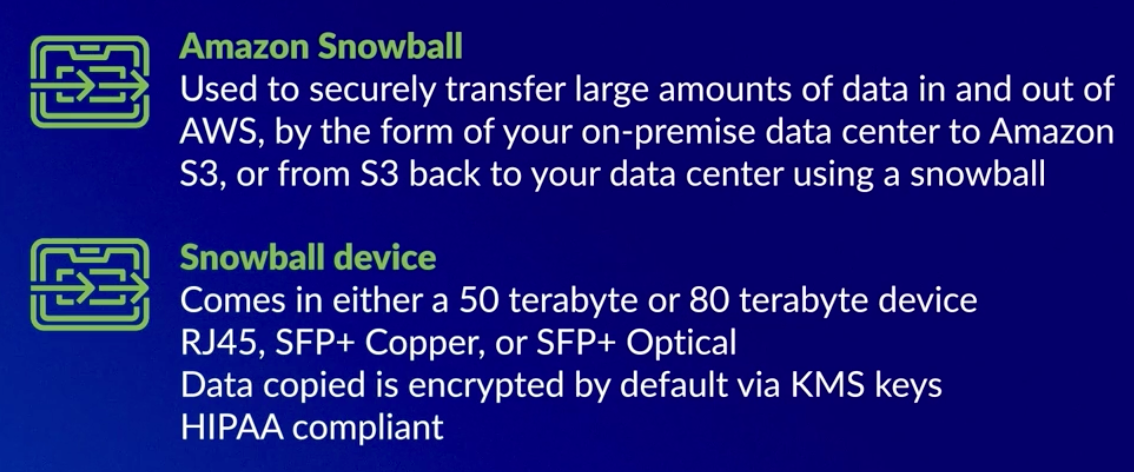 Amazon Snowball
Used to securely transfer large amounts of data in and out of
AWS, by the form of your on-premise data center to Amazon
S3, or from S3 back to your data center using a snowball
Snowball device
Comes in either a 50 terabyte or 80 terabyte device
RJ45, SFP+ Copper, or SFP+ Optical
Data copied is encrypted by default via KMS keys
HIPAA compliant